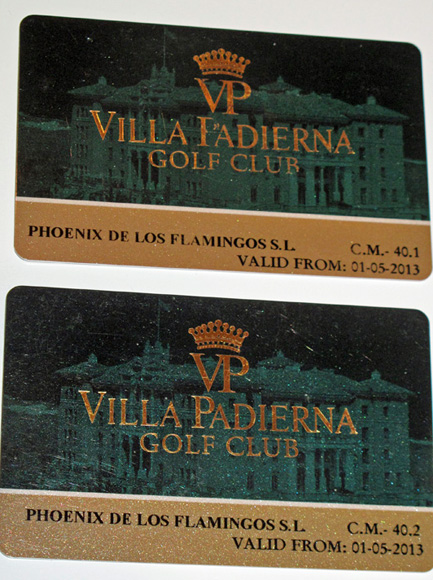 VP
VILLA PADIERNA
GOLF CLUB
PHOENIX DE LOS FLAMINGOS S.L. C.M.- 40.1
VALID FROM: 01-05-2013
VP
VILLA PADIERNA
GOLF CLUB
PHOENIX DE LOS FLAMINGOS S.L. C.M.- 40.2
VALID FROM: 01-05-2013